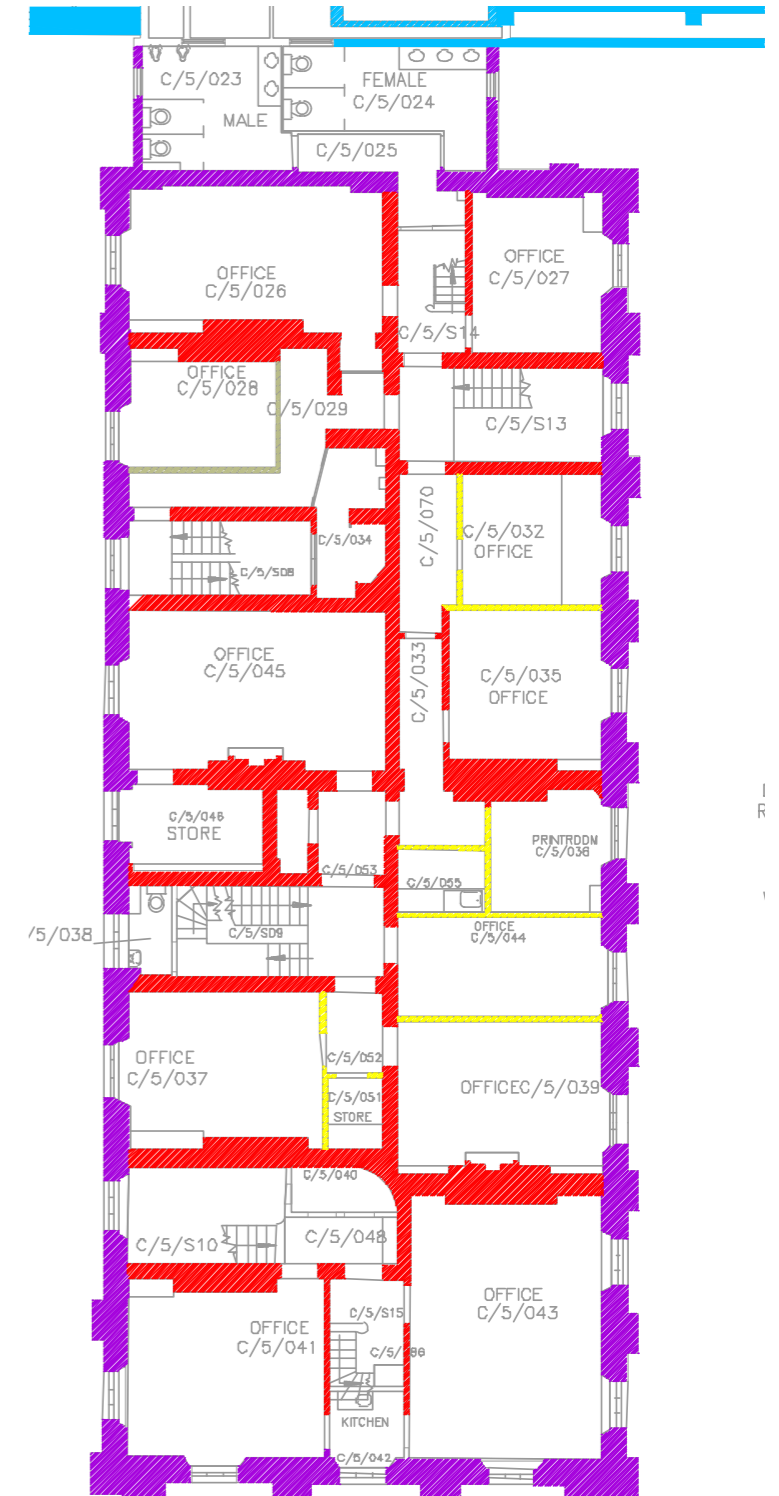 C/5/023
MALE
FEMALE
C/5/024
C/5/025
OFFICE
C/5/026
OFFICE
C/5/027
C/5/S14
OFFICE
C/5/028
C/5/029
C/5/S13
C/5/070
C/5/032
OFFICE
C/5/034
C/5/SD8
OFFICE
C/5/045
C/5/033
C/5/035
OFFICE
C/5/046
STORE
PRINTROOM
C/5/036
C/5/053
C/5/055
/5/038
C/5/SD9
OFFICE
C/5/044
OFFICE
C/5/037
C/5/052
C/5/051
STORE
OFFICEC/5/039
C/5/040
C/5/S10
C/5/048
OFFICE
C/5/041
C/5/S15
OFFICE
C/5/043
KITCHEN
C/5/042
R